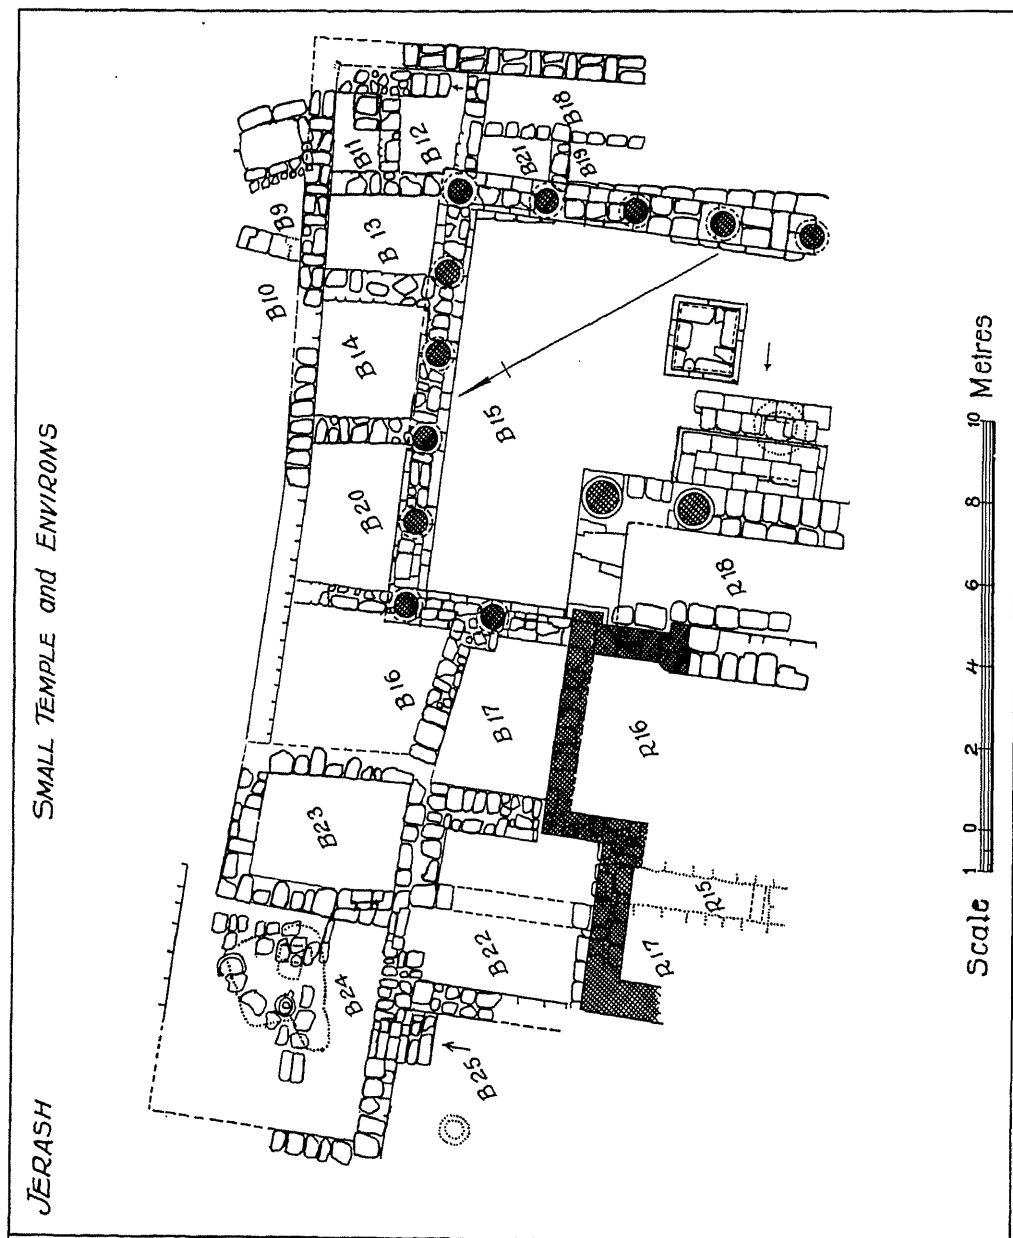 JERASH
SMALL TEMPLE and ENVIRONS
B24
B23
B16
B20
B14
B10
B9
B13
B11
B12
B18
B21
B19
B25
B22
B17
B15
R17
R15
R16
R18
Scale 1 0 2 4 6 8 10 Metres